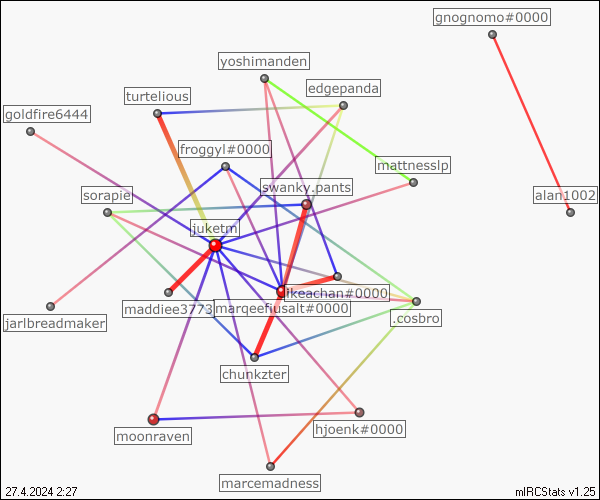 gnognomo#0000
yoshimanden
edgepanda
turtelious
goldfire6444
froggyl#0000
mattnesslp
swanky.pants
sorapie
alan1002
juketm
ikeachan#0000
maddiee3773
marqeefiusalt#0000
jarlbreadmaker
.cosbro
chunkzter
hjoenk#0000
moonraven
marcemadness
27.4.2024 2:27
mIRCStats v1.25